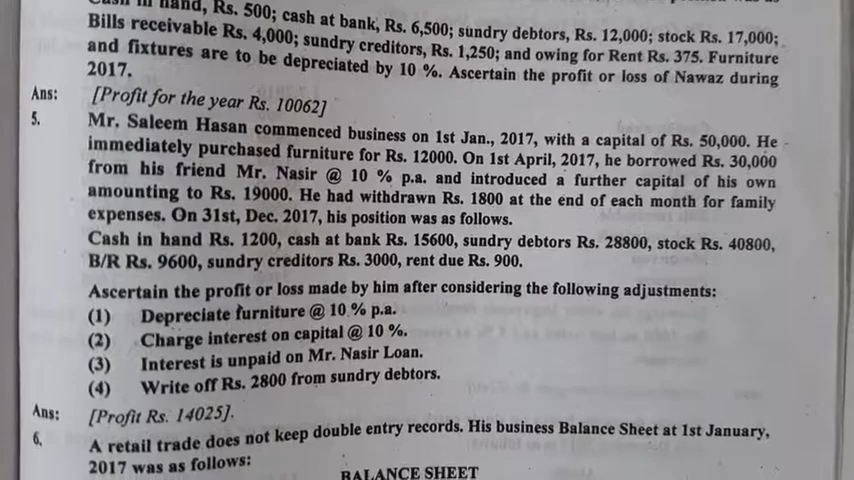 Cash in hand, Rs. 500; cash at bank, Rs. 6,500; sundry debtors, Rs. 12,000; stock Rs. 17,000;
Bills receivable Rs. 4,000; sundry creditors, Rs. 1,250; and owing for Rent Rs. 375. Furniture
and fixtures are to be depreciated by 10 %. Ascertain the profit or loss of Nawaz during
2017.
Ans: [Profit for the year Rs. 10062]
5. Mr. Saleem Hasan commenced business on 1st Jan., 2017, with a capital of Rs. 50,000. He
immediately purchased furniture for Rs. 12000. On 1st April, 2017, he borrowed Rs. 30,000
from his friend Mr. Nasir @ 10 % p.a. and introduced a further capital of his own
amounting to Rs. 19000. He had withdrawn Rs. 1800 at the end of each month for family
expenses. On 31st, Dec. 2017, his position was as follows.
Cash in hand Rs. 1200, cash at bank Rs. 15600, sundry debtors Rs. 28800, stock Rs. 40800,
B/R Rs. 9600, sundry creditors Rs. 3000, rent due Rs. 900.
Ascertain the profit or loss made by him after considering the following adjustments:
(1) Depreciate furniture @ 10 % p.a.
(2) Charge interest on capital @ 10 %.
(3) Interest is unpaid on Mr. Nasir Loan.
(4) Write off Rs. 2800 from sundry debtors.
Ans: [Profit Rs. 14025].
6. A retail trade does not keep double entry records. His business Balance Sheet at 1st January,
2017 was as follows:
BALANCE SHEET